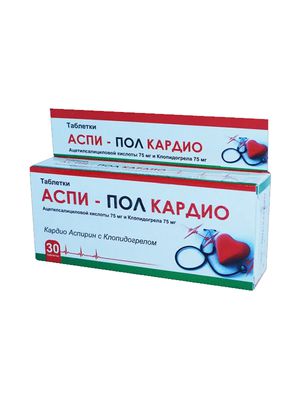 Таблетки
АСПИ - ПОЛ КАРДИО
Ацетилсалициловой кислоты 75 мг и Клопидогрела 75 мг
Таблетки
АСПИ - ПОЛ КАРДИО
Ацетилсалициловой кислоты 75 мг и Клопидогрела 75 мг
Кардио Аспирин с Клопидогрелом
30
таблеток